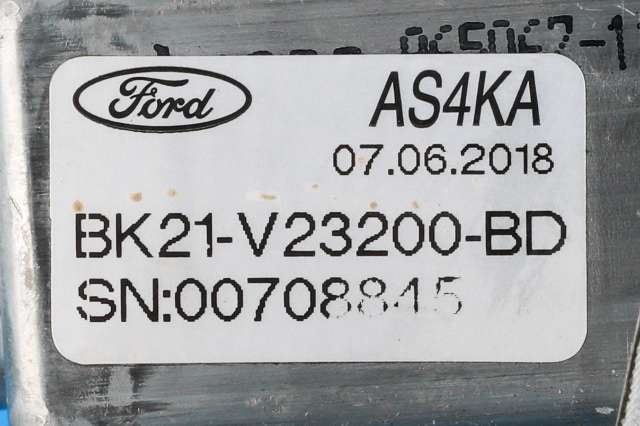 Ford
AS4KA
07.06.2018
BK21-V23200-BD
SN:00708845